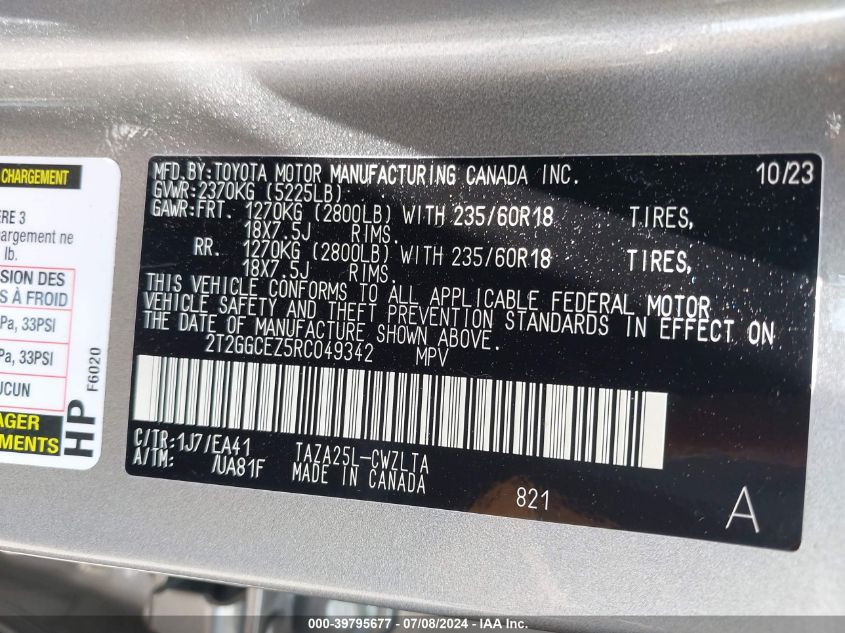 CHARGEMENT
ÈRE 3
argement ne
lb.
SION DES
S À FROID
Pa, 33PSI
Pa, 33PSI
UCUN
AGER
MENTS
HP
F6020
MFD.BY:TOYOTA MOTOR MANUFACTURING CANADA INC. 10/23
GVWR:2370KG (5225LB)
GAWR:FRT. 1270KG (2800LB) WITH 235/60R18 TIRES,
18X7.5J RIMS.
RR. 1270KG (2800LB) WITH 235/60R18 TIRES,
18X7.5J RIMS.
THIS VEHICLE CONFORMS TO ALL APPLICABLE FEDERAL MOTOR
VEHICLE SAFETY AND THEFT PREVENTION STANDARDS IN EFFECT ON
THE DATE OF MANUFACTURE SHOWN ABOVE.
2T2GGCEZ5RC049342 MPV
C/TR:1J7/EA41 TAZA25L-CWZLTA
A/TM: /UA81F MADE IN CANADA
821
A
000-39795677 / 07/08/2024 - IAA Inc.